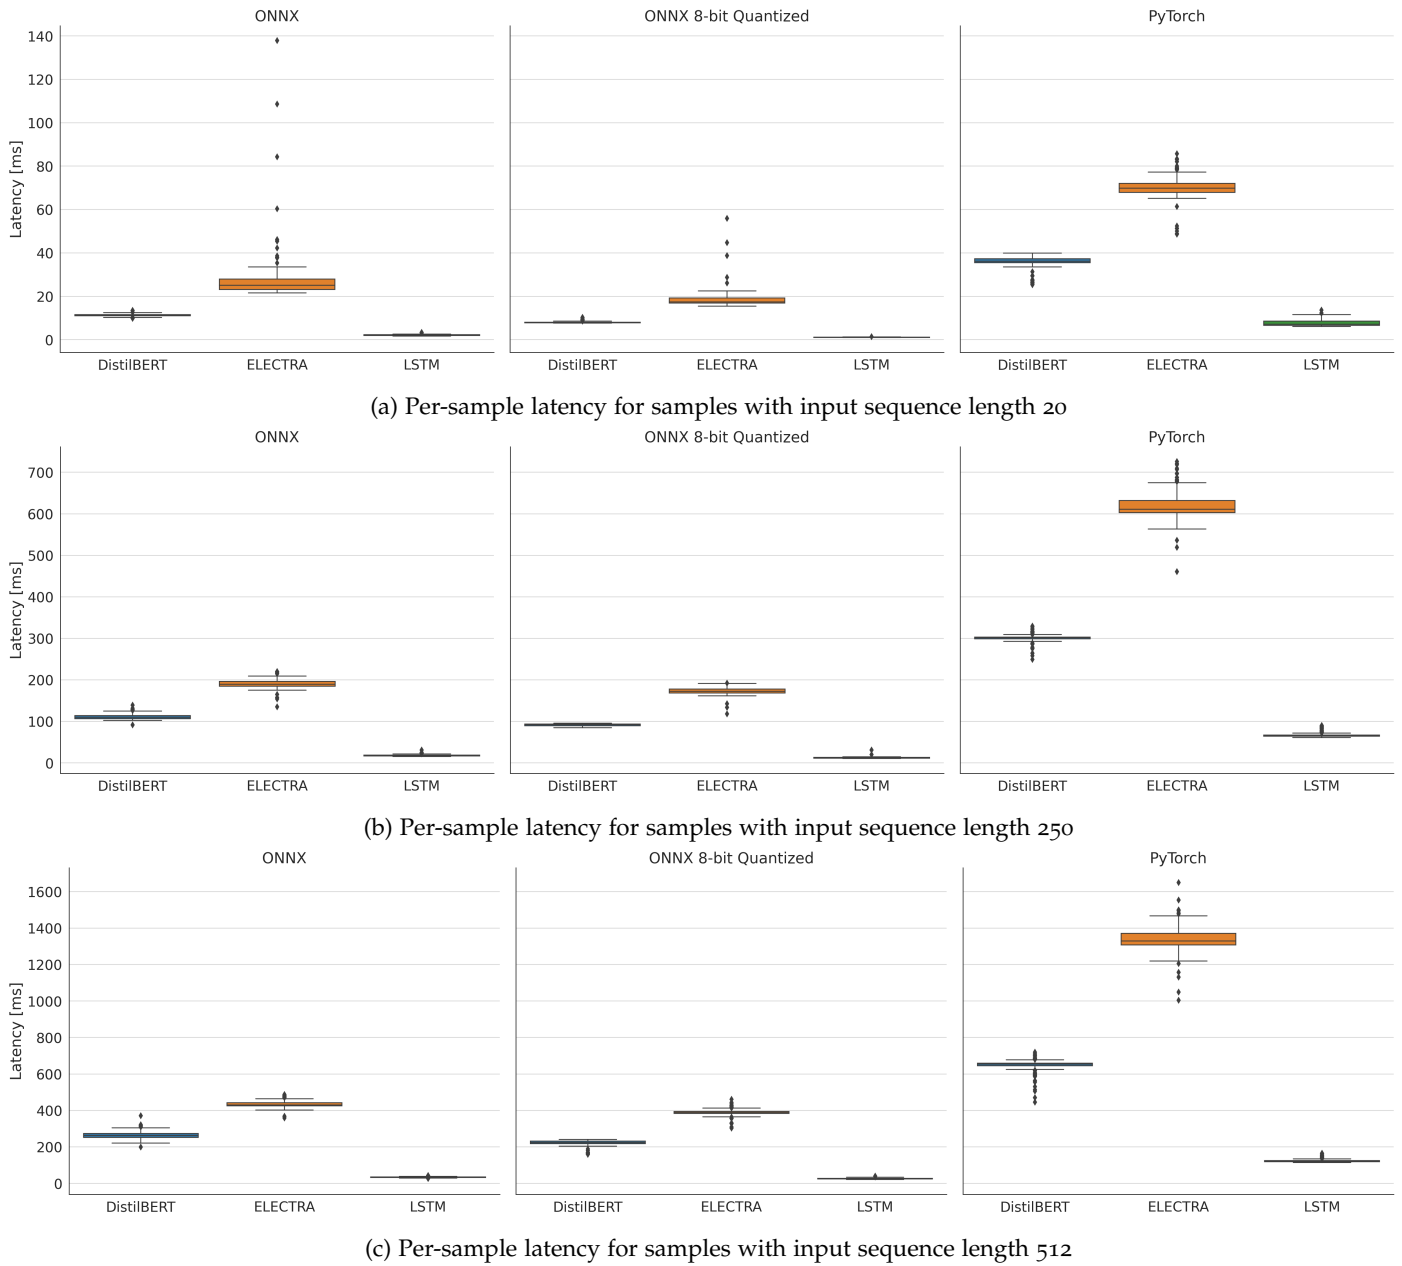 ONNX ONNX 8-bit Quantized PyTorch
140
120
100
80
60
40
20
0
Latency [ms]
DistilBERT ELECTRA LSTM DistilBERT ELECTRA LSTM DistilBERT ELECTRA LSTM
(a) Per-sample latency for samples with input sequence length 20
ONNX ONNX 8-bit Quantized PyTorch
700
600
500
400
300
200
100
0
Latency [ms]
DistilBERT ELECTRA LSTM DistilBERT ELECTRA LSTM DistilBERT ELECTRA LSTM
(b) Per-sample latency for samples with input sequence length 250
ONNX ONNX 8-bit Quantized PyTorch
1600
1400
1200
1000
800
600
400
200
0
Latency [ms]
DistilBERT ELECTRA LSTM DistilBERT ELECTRA LSTM DistilBERT ELECTRA LSTM
(c) Per-sample latency for samples with input sequence length 512